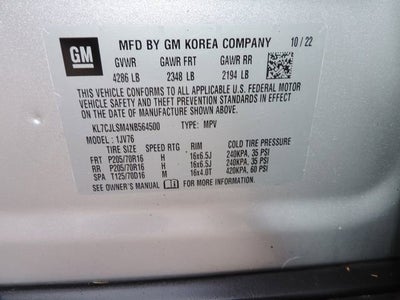 GM
MFD BY GM KOREA COMPANY 10 / 22
GVWR GAWR FRT GAWR RR
4286 LB 2348 LB 2194 LB
THIS VEHICLE CONFORMS TO ALL APPLICABLE U.S. FEDERAL MOTOR
VEHICLE SAFETY AND THEFT PREVENTION STANDARDS IN EFFECT
ON THE DATE OF MANUFACTURE SHOWN ABOVE.
KL7CJLSM4NB564500 TYPE: MPV
MODEL : 1JV76
TIRE SIZE SPEED RTG RIM COLD TIRE PRESSURE
FRT P205/70R16 H 16x6.5J 240KPA, 35 PSI
RR P205/70R16 H 16x6.5J 240KPA, 35 PSI
SPA T125/70D16 M 16x4.0T 420KPA, 60 PSI
SEE OWNER'S MANUAL FOR MORE INFORMATION.